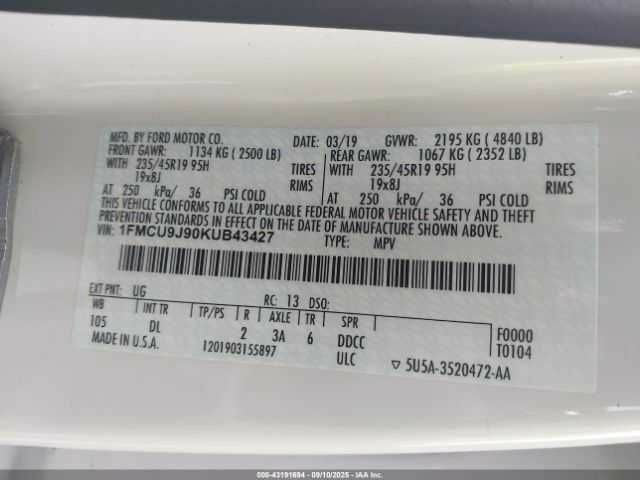 MFD. BY FORD MOTOR CO. DATE: 03/19 GVWR: 2195 KG ( 4840 LB)
FRONT GAWR: 1134 KG ( 2500 LB) REAR GAWR: 1067 KG ( 2352 LB)
WITH 235/45R19 95H TIRES WITH 235/45R19 95H TIRES
19x8J RIMS 19x8J RIMS
AT 250 kPa/ 36 PSI COLD AT 250 kPa/ 36 PSI COLD
THIS VEHICLE CONFORMS TO ALL APPLICABLE FEDERAL MOTOR VEHICLE SAFETY AND THEFT
PREVENTION STANDARDS IN EFFECT ON THE DATE OF MANUFACTURE SHOWN ABOVE.
VIN: 1FMCU9J90KUB43427 TYPE: MPV
EXT PNT: UG RC: 13 DSO:
WB INT TR TP/PS R AXLE TR SPR F0000
105 DL 2 3A 6 DDCC T0104
MADE IN U.S.A. 1201903155897 ULC ▽ 5U5A-3520472-AA
000-43191694 - 09/10/2025 - IAAI.COM